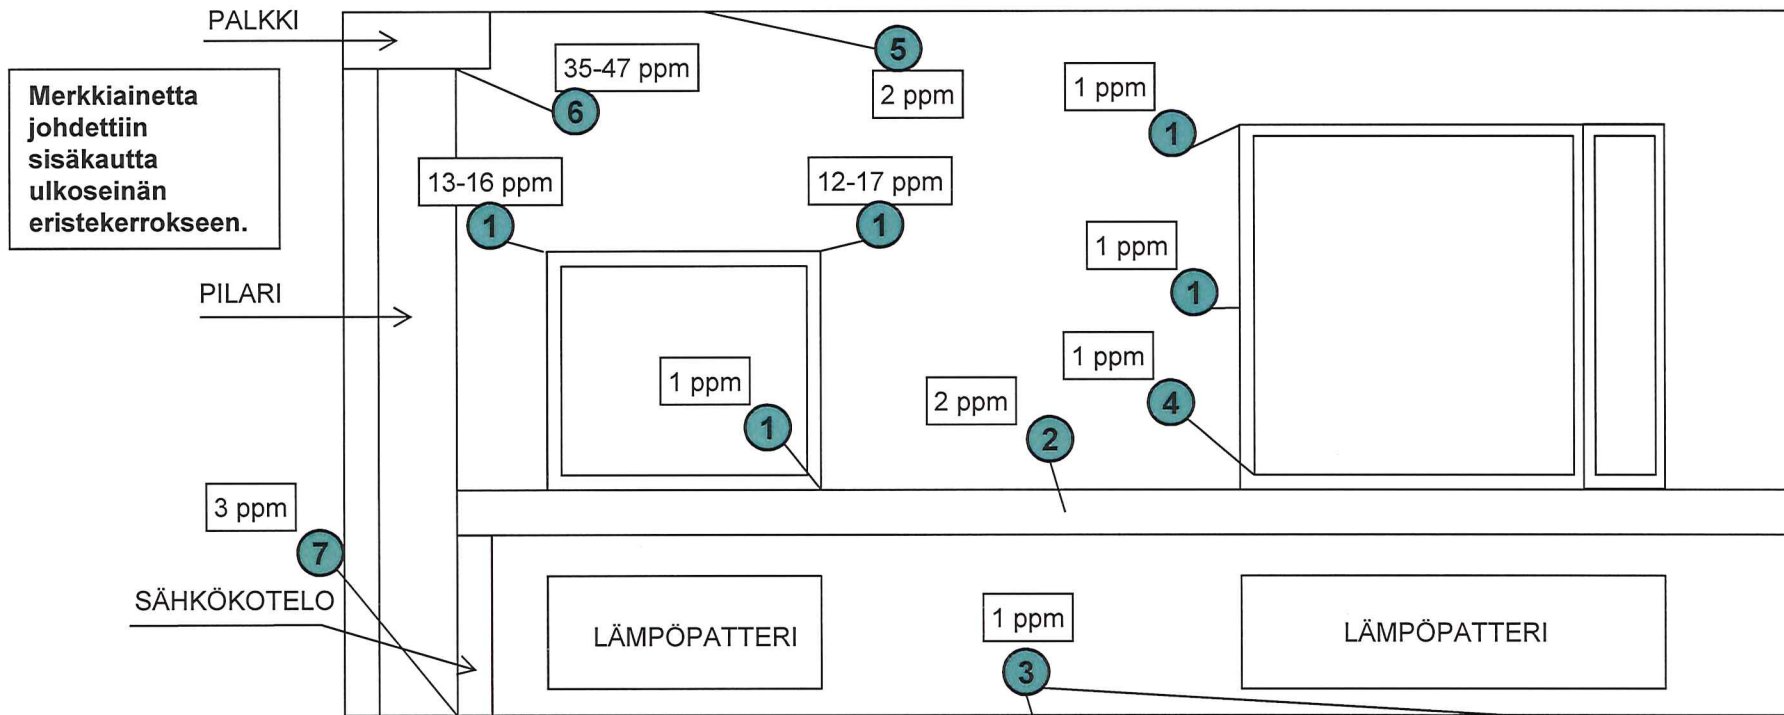 PALKKI
5
35-47 ppm
6
2 ppm
1 ppm
1
Merkkiainetta
johdettiin
sisäkautta
ulkoseinän
eristekerrokseen.
13-16 ppm
1
12-17 ppm
1
1 ppm
1
PILARI
1 ppm
4
1 ppm
1
2 ppm
2
3 ppm
7
SÄHKÖKOTELO
LÄMPÖPATTERI
1 ppm
3
LÄMPÖPATTERI